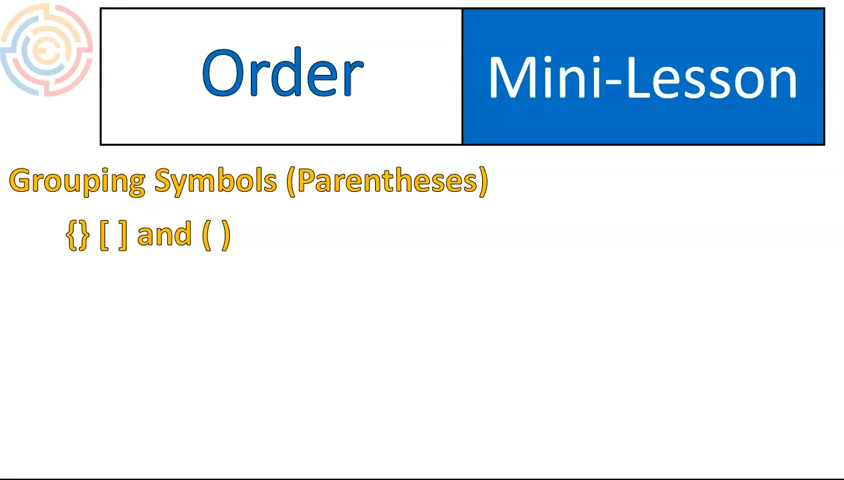 Order
Mini-Lesson
Grouping Symbols (Parentheses)
{} [ ] and ( )